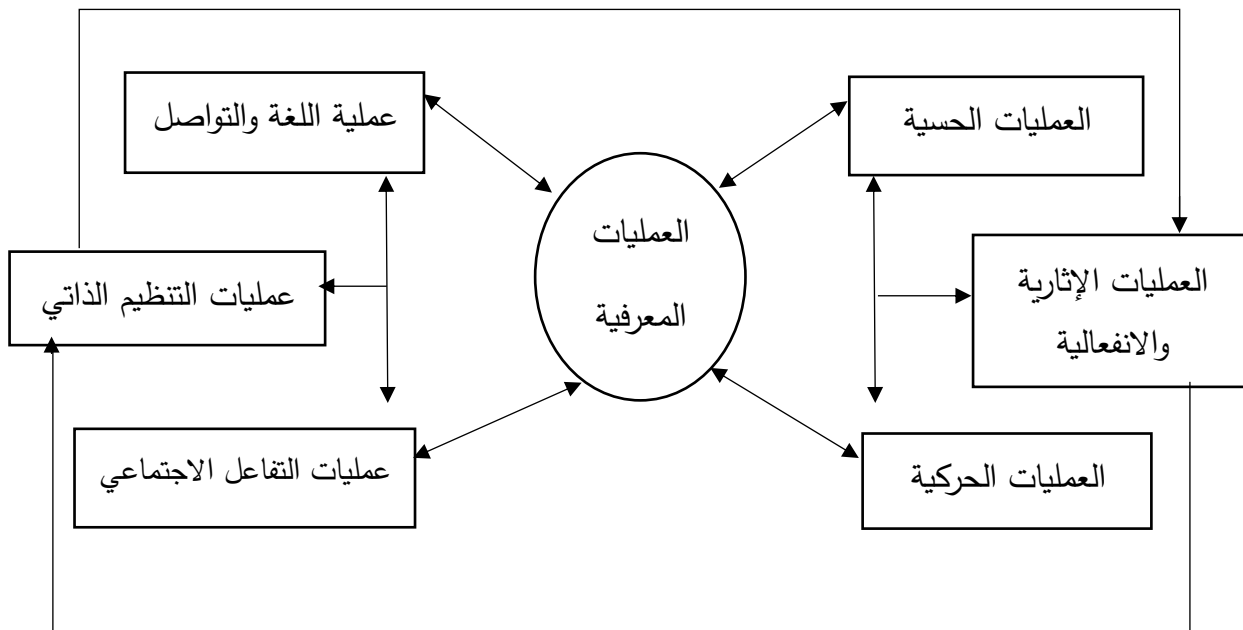 العمليات الحسية
عملية اللغة والتواصل
العمليات
المعرفية
العمليات الإثارية
والانفعالية
عمليات التنظيم الذاتي
العمليات الحركية
عمليات التفاعل الاجتماعي